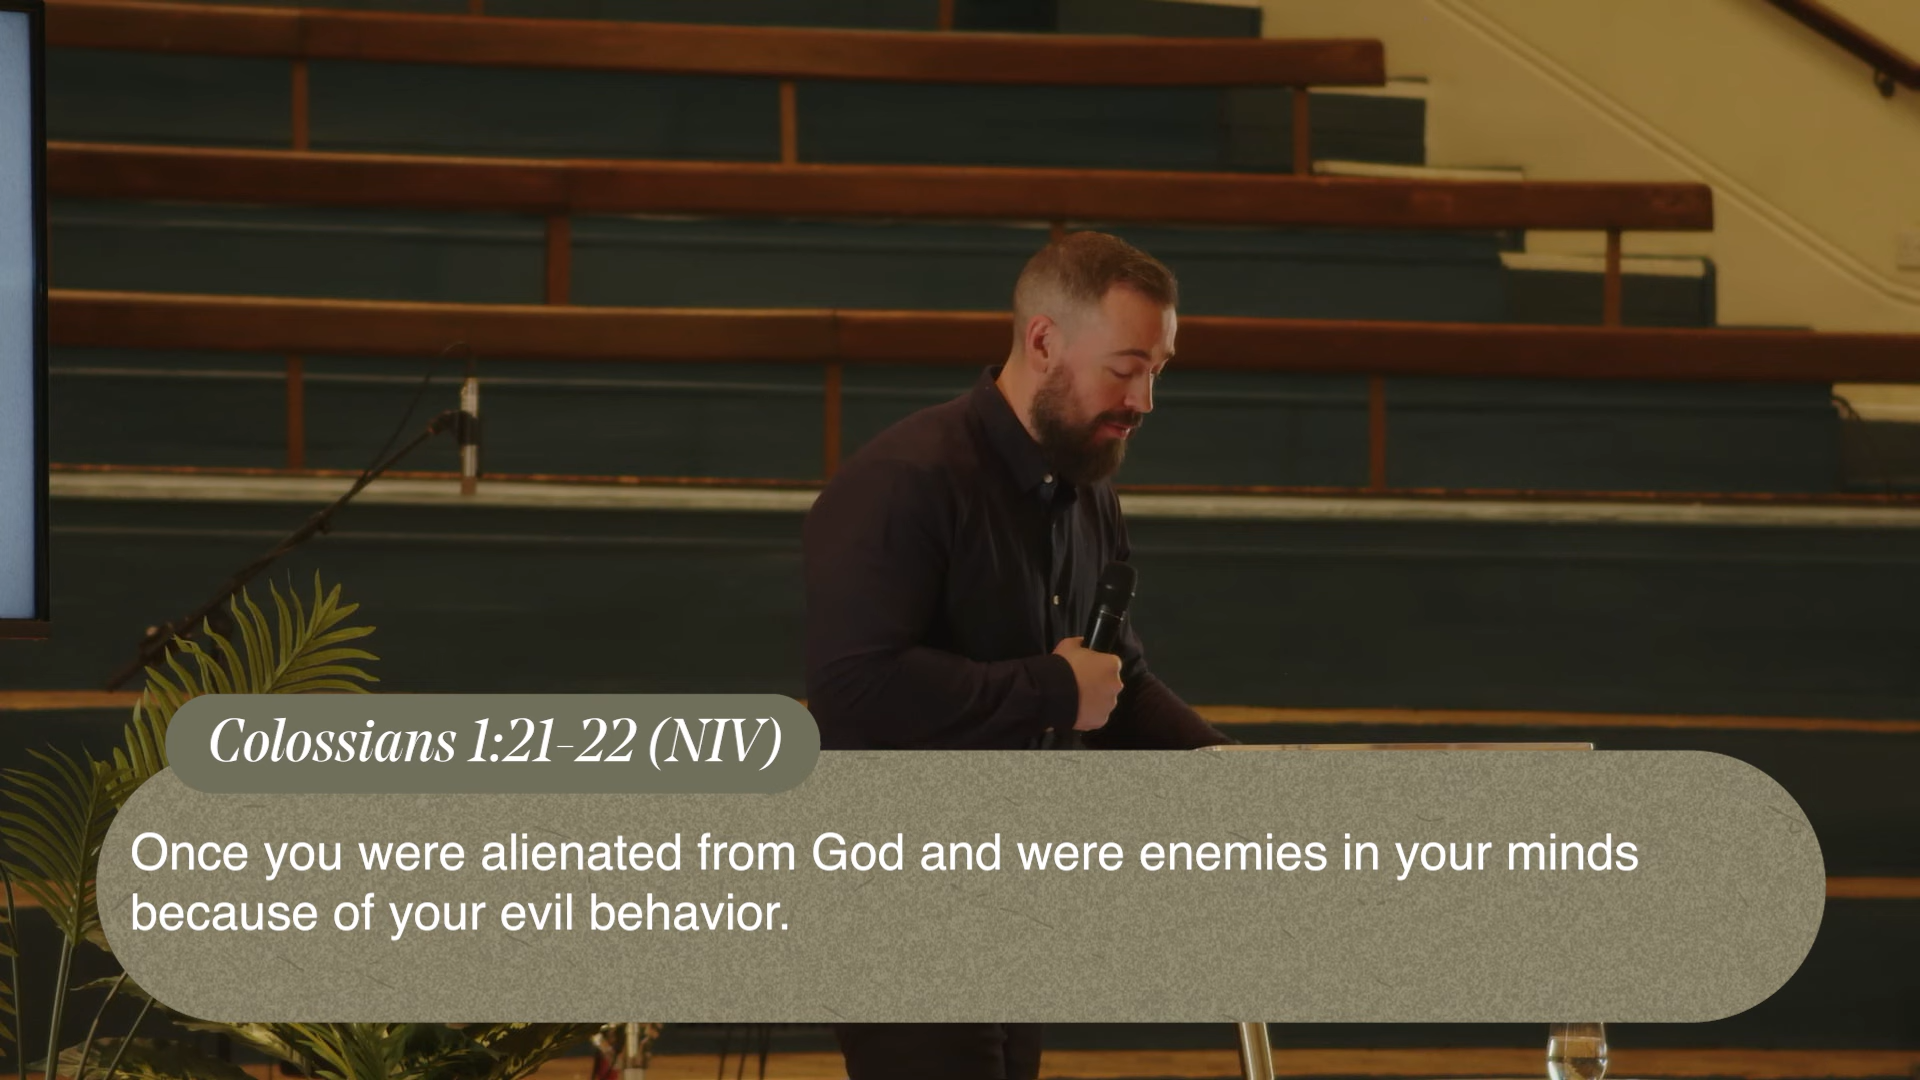 Colossians 1:21-22 (NIV)
Once you were alienated from God and were enemies in your minds
because of your evil behavior.